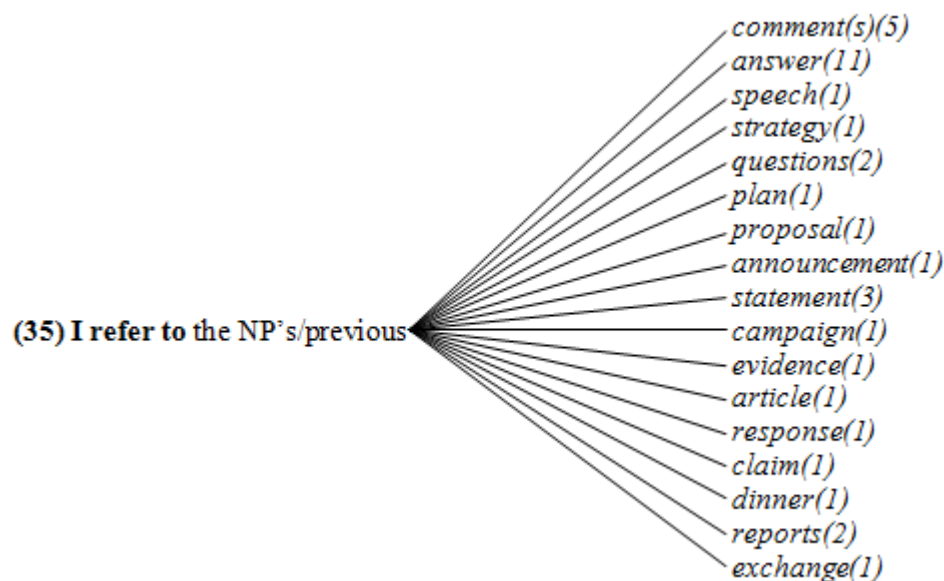 comment(s)(5)
answer(11)
speech(1)
strategy(1)
questions(2)
plan(1)
proposal(1)
announcement(1)
statement(3)
(35) I refer to the NP’s/previous
campaign(1)
evidence(1)
article(1)
response(1)
claim(1)
dinner(1)
reports(2)
exchange(1)